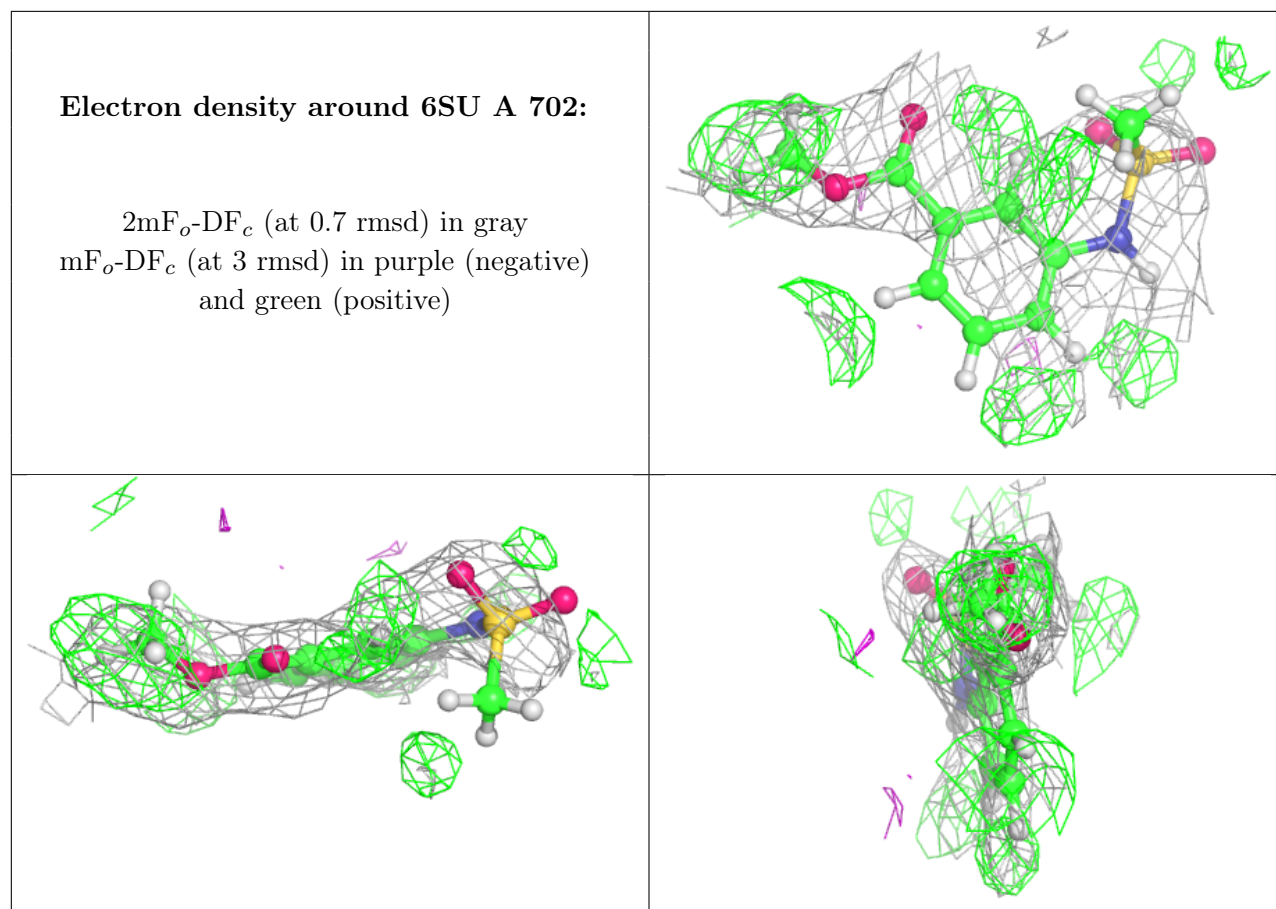 Electron density around 6SU A 702:
2mFₒ-DF𝒸 (at 0.7 rmsd) in gray
mFₒ-DF𝒸 (at 3 rmsd) in purple (negative)
and green (positive)